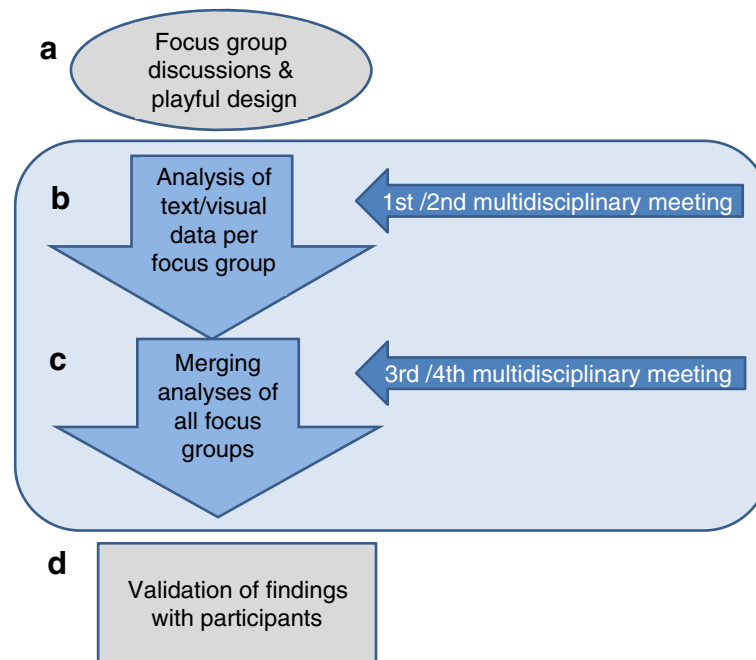 a
Focus group
discussions &
playful design
b
Analysis of
text/visual
data per
focus group
1st /2nd multidisciplinary meeting
c
Merging
analyses of
all focus
groups
3rd /4th multidisciplinary meeting
d
Validation of findings
with participants